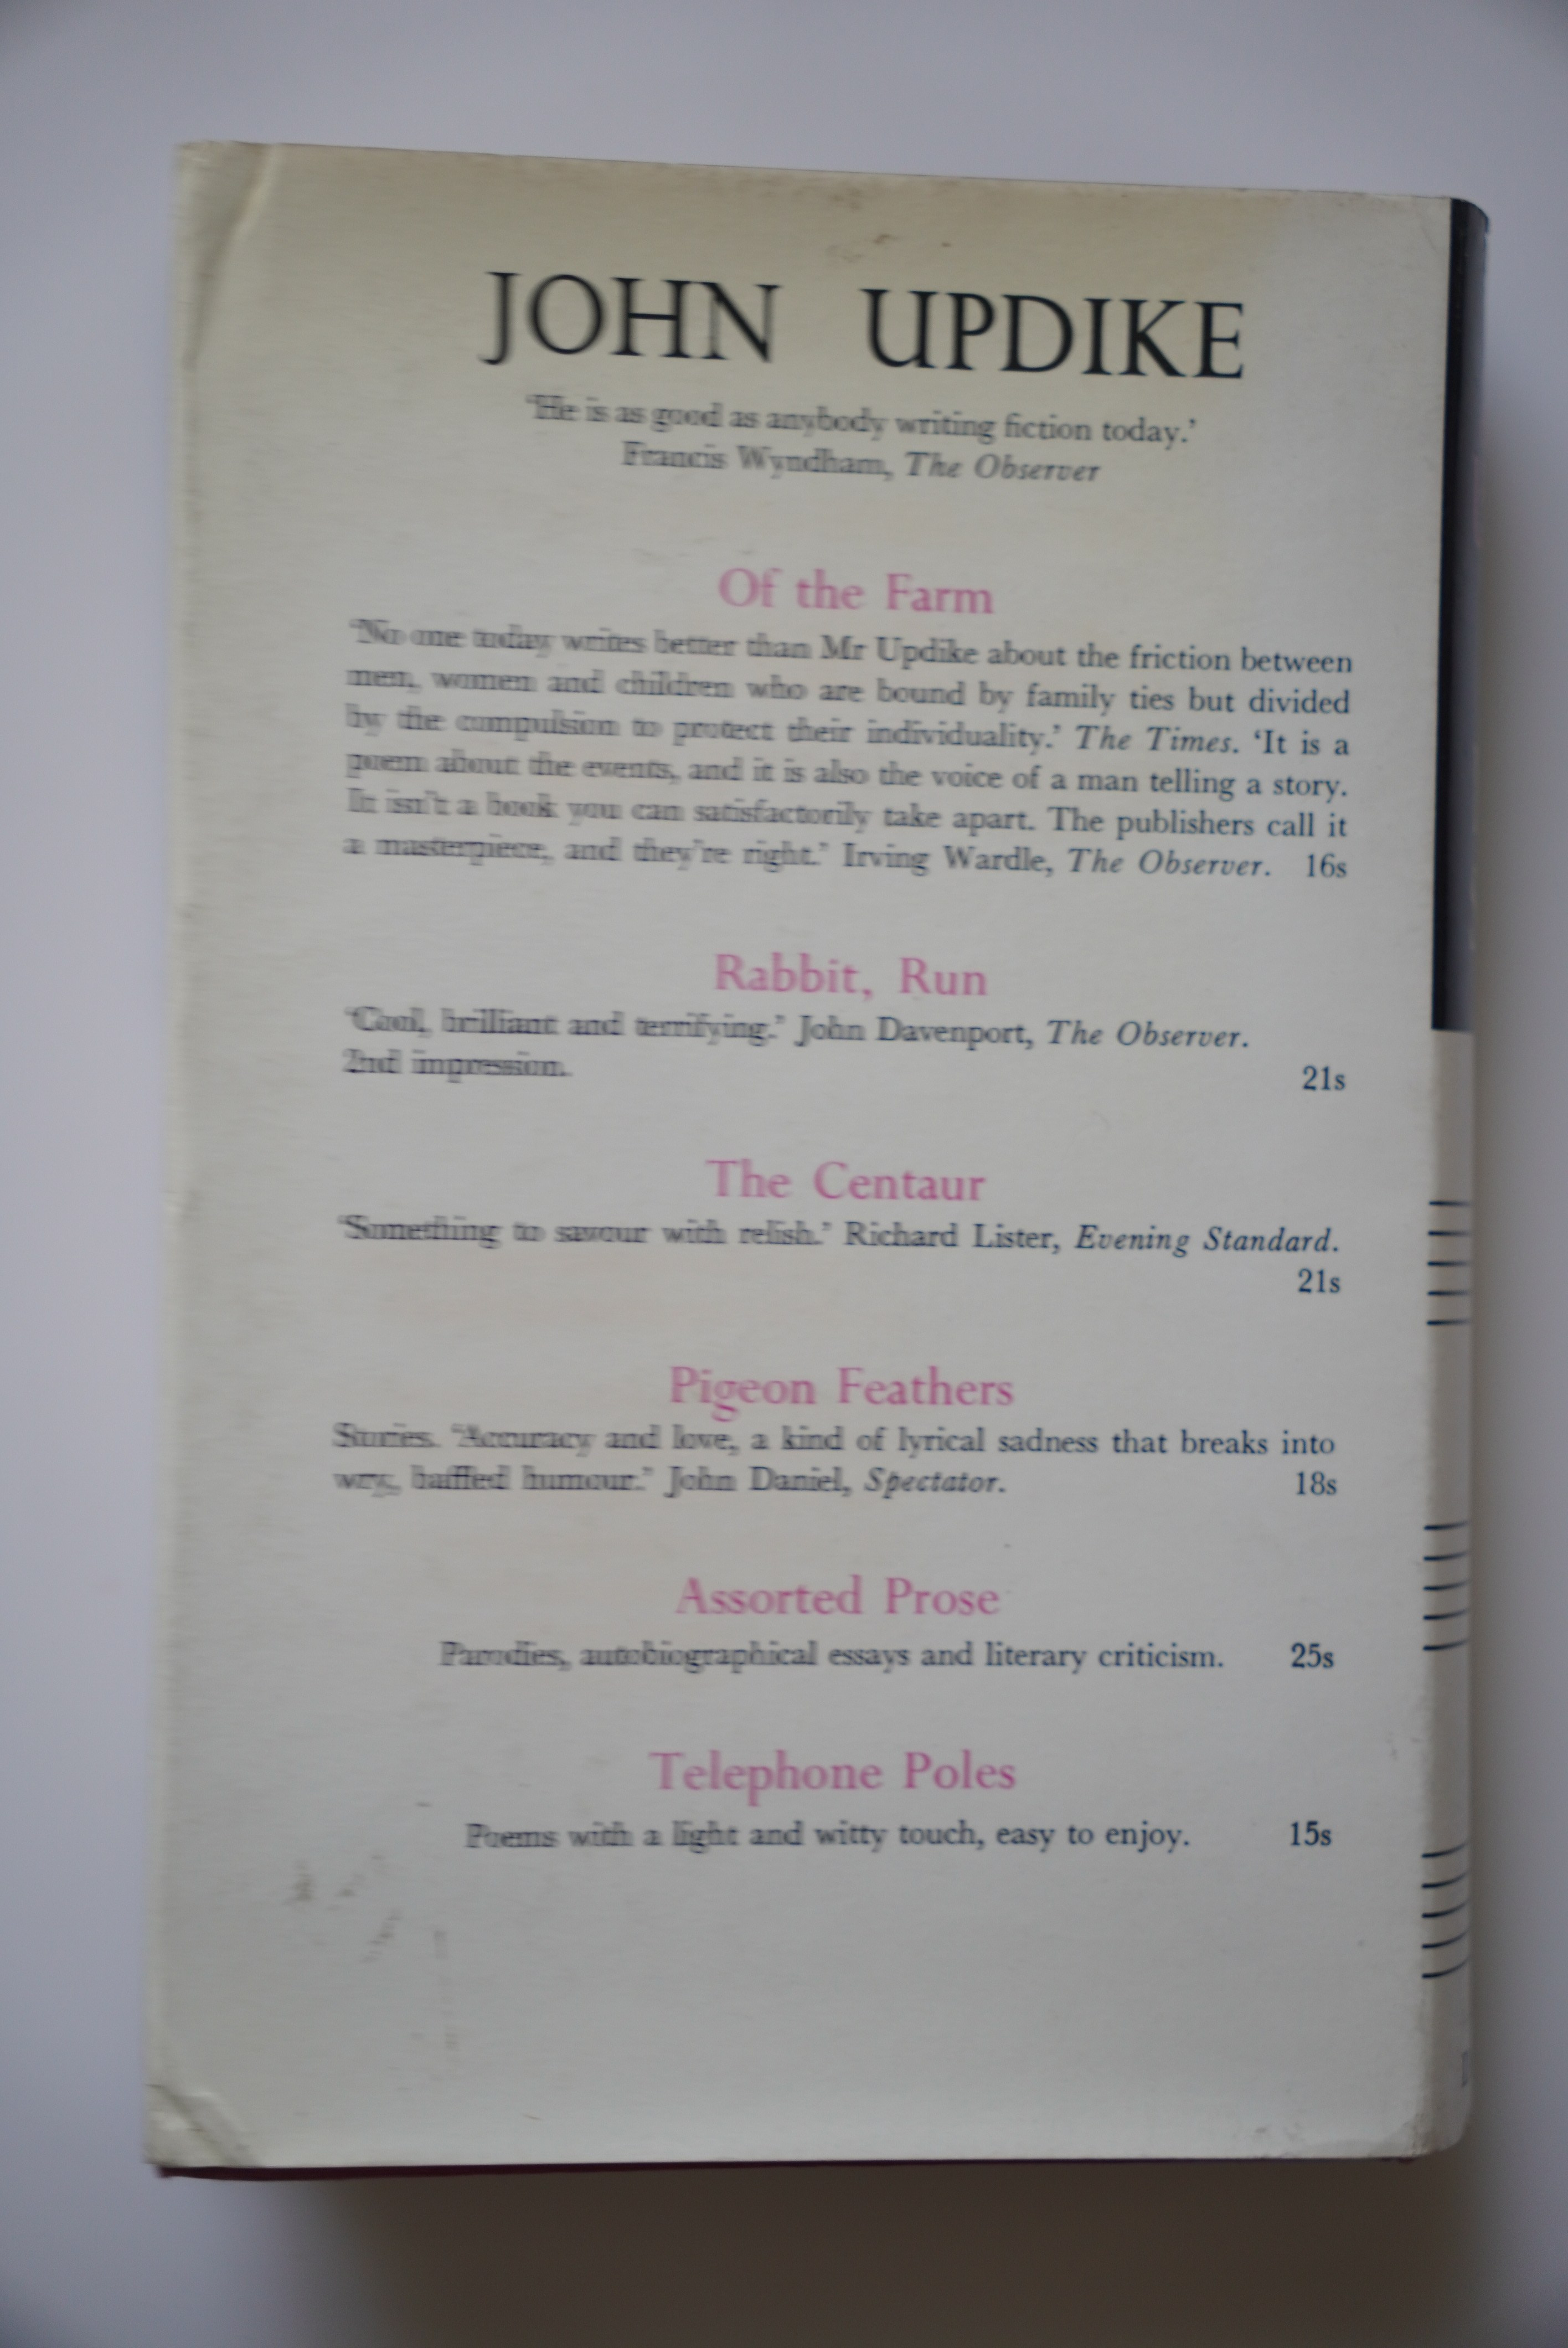 JOHN UPDIKE
‘He is as good as anybody writing fiction today.’
Francis Wyndham, The Observer
Of the Farm
‘No one today writes better than Mr Updike about the friction between
men, women and children who are bound by family ties but divided
by the compulsion to protect their individuality.’ The Times. ‘It is a
poem about the events, and it is also the voice of a man telling a story.
It isn’t a book you can satisfactorily take apart. The publishers call it
a masterpiece, and they’re right.’ Irving Wardle, The Observer. 16s
Rabbit, Run
‘Cool, brilliant and terrifying.’ John Davenport, The Observer.
2nd impression. 21s
The Centaur
‘Something to savour with relish.’ Richard Lister, Evening Standard.
21s
Pigeon Feathers
Stories. ‘Accuracy and love, a kind of lyrical sadness that breaks into
wry, baffled humour.’ John Daniel, Spectator. 18s
Assorted Prose
Parodies, autobiographical essays and literary criticism. 25s
Telephone Poles
Poems with a light and witty touch, easy to enjoy. 15s